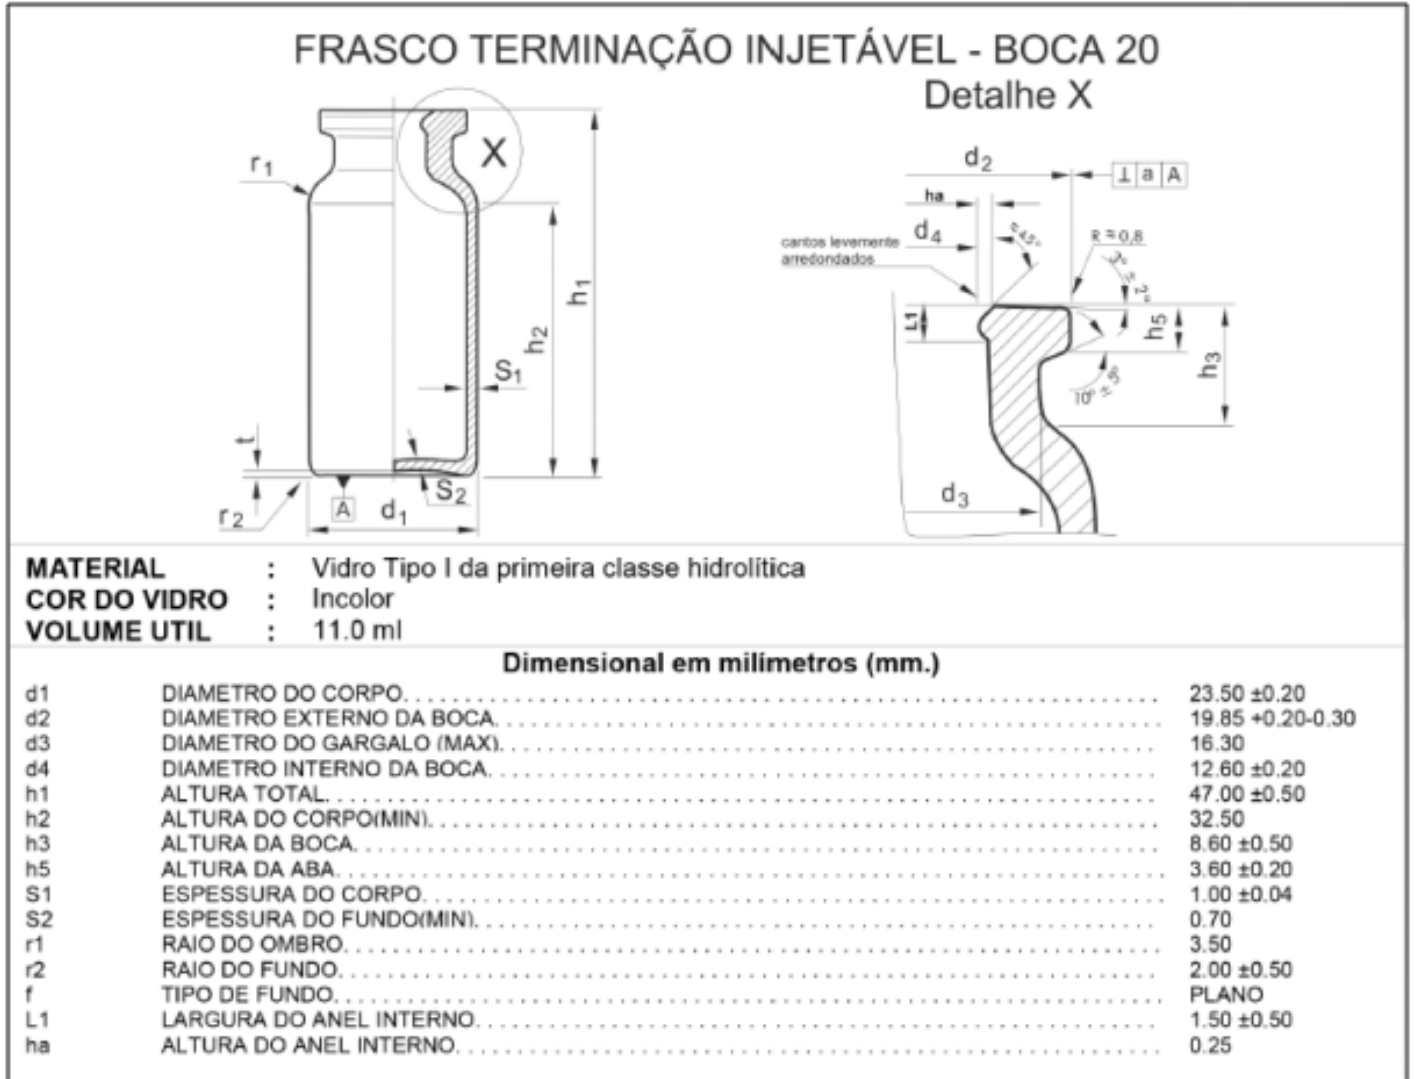 FRASCO TERMINAÇÃO INJETÁVEL - BOCA 20
Detalhe X
X
r1
h1
h2
S1
t
S2
r2
A
d1
d2
⊥ a A
ha
d4
≈45°
R ≈ 0,8
cantos levemente
arredondados
3° ± 2°
L1
h5
h3
10° ± 5°
d3
MATERIAL : Vidro Tipo I da primeira classe hidrolítica
COR DO VIDRO : Incolor
VOLUME UTIL : 11.0 ml
Dimensional em milímetros (mm.)
d1 DIAMETRO DO CORPO 23.50 ±0.20
d2 DIAMETRO EXTERNO DA BOCA 19.85 +0.20-0.30
d3 DIAMETRO DO GARGALO (MAX) 16.30
d4 DIAMETRO INTERNO DA BOCA 12.60 ±0.20
h1 ALTURA TOTAL 47.00 ±0.50
h2 ALTURA DO CORPO(MIN) 32.50
h3 ALTURA DA BOCA 8.60 ±0.50
h5 ALTURA DA ABA 3.60 ±0.20
S1 ESPESSURA DO CORPO 1.00 ±0.04
S2 ESPESSURA DO FUNDO(MIN) 0.70
r1 RAIO DO OMBRO 3.50
r2 RAIO DO FUNDO 2.00 ±0.50
f TIPO DE FUNDO PLANO
L1 LARGURA DO ANEL INTERNO 1.50 ±0.50
ha ALTURA DO ANEL INTERNO 0.25